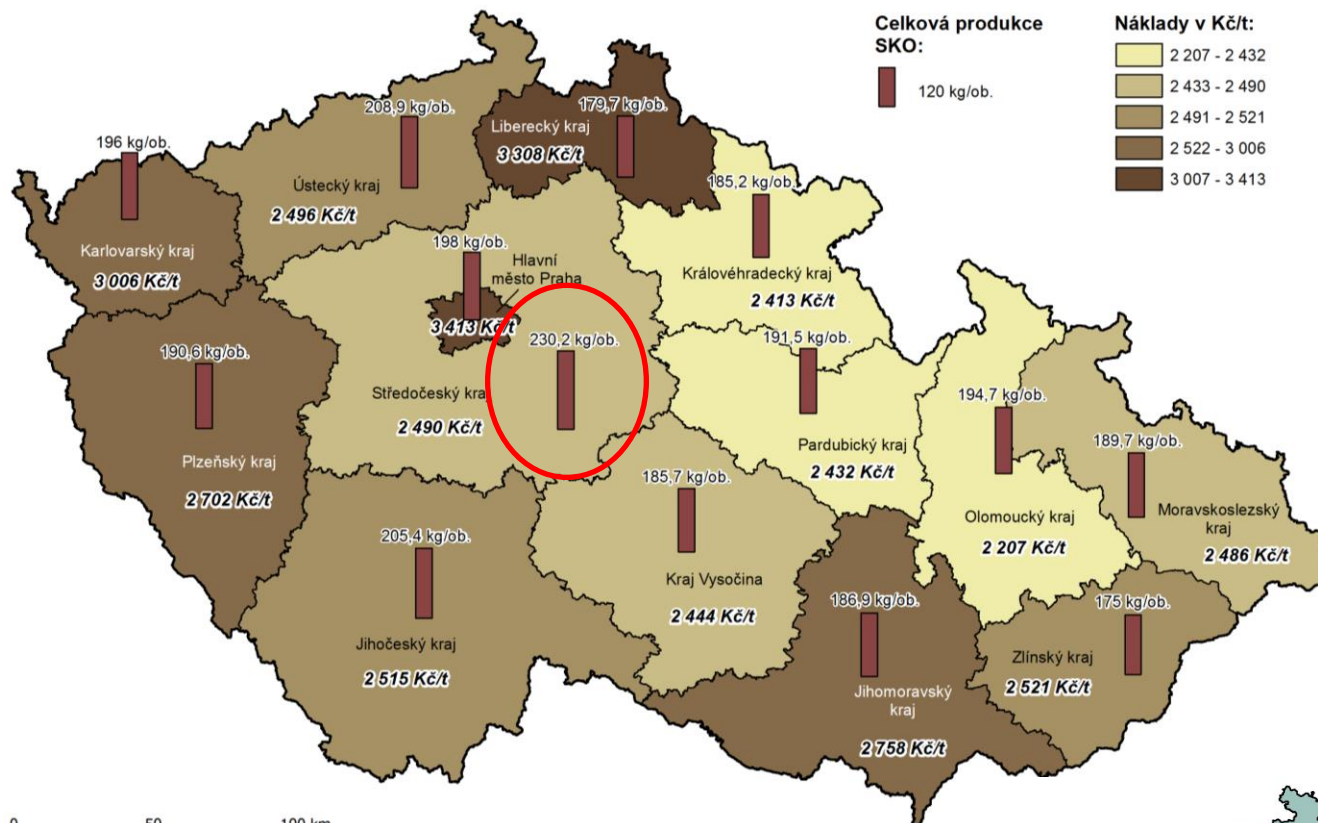 Celková produkce
SKO:
120 kg/ob.
Náklady v Kč/t:
2 207 - 2 432
2 433 - 2 490
2 491 - 2 521
2 522 - 3 006
3 007 - 3 413
196 kg/ob.
Karlovarský kraj
3 006 Kč/t
208,9 kg/ob.
Ústecký kraj
2 496 Kč/t
179,7 kg/ob.
Liberecký kraj
3 308 Kč/t
185,2 kg/ob.
Královéhradecký kraj
2 413 Kč/t
198 kg/ob.
Hlavní
město Praha
3 413 Kč/t
230,2 kg/ob.
Středočeský kraj
2 490 Kč/t
190,6 kg/ob.
Plzeňský kraj
2 702 Kč/t
191,5 kg/ob.
Pardubický kraj
2 432 Kč/t
194,7 kg/ob.
Olomoucký kraj
2 207 Kč/t
189,7 kg/ob.
Moravskoslezský
kraj
2 486 Kč/t
185,7 kg/ob.
Kraj Vysočina
2 444 Kč/t
205,4 kg/ob.
Jihočeský kraj
2 515 Kč/t
186,9 kg/ob.
Jihomoravský
kraj
2 758 Kč/t
175 kg/ob.
Zlínský kraj
2 521 Kč/t
0 50 100 km